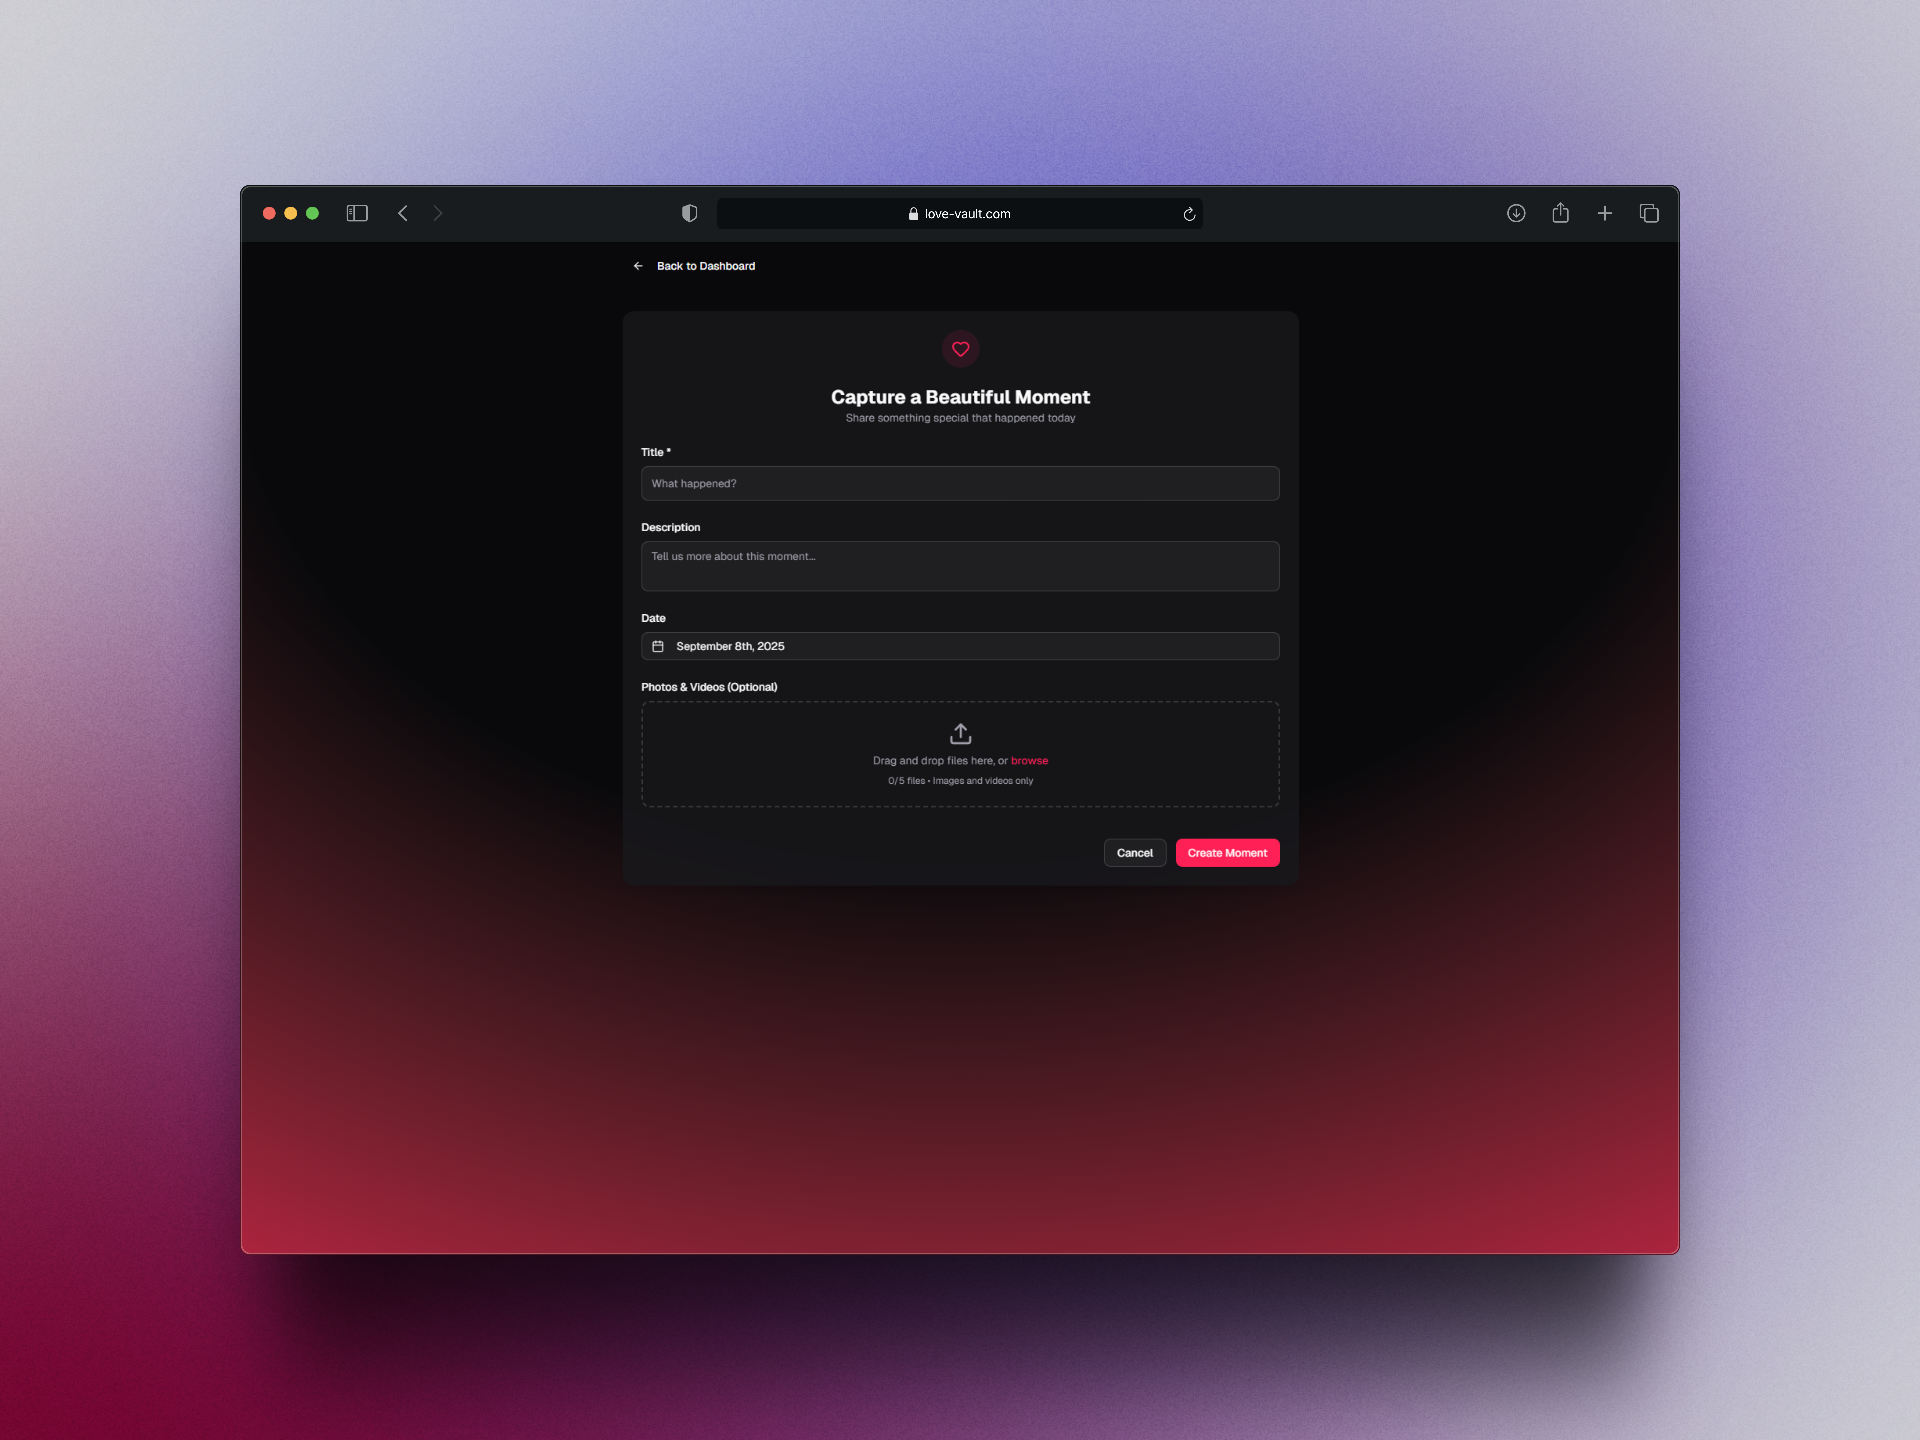 love-vault.com
Back to Dashboard
Capture a Beautiful Moment
Share something special that happened today
Title *
What happened?
Description
Tell us more about this moment...
Date
September 8th, 2025
Photos & Videos (Optional)
Drag and drop files here, or browse
0/5 files • Images and videos only
Cancel
Create Moment